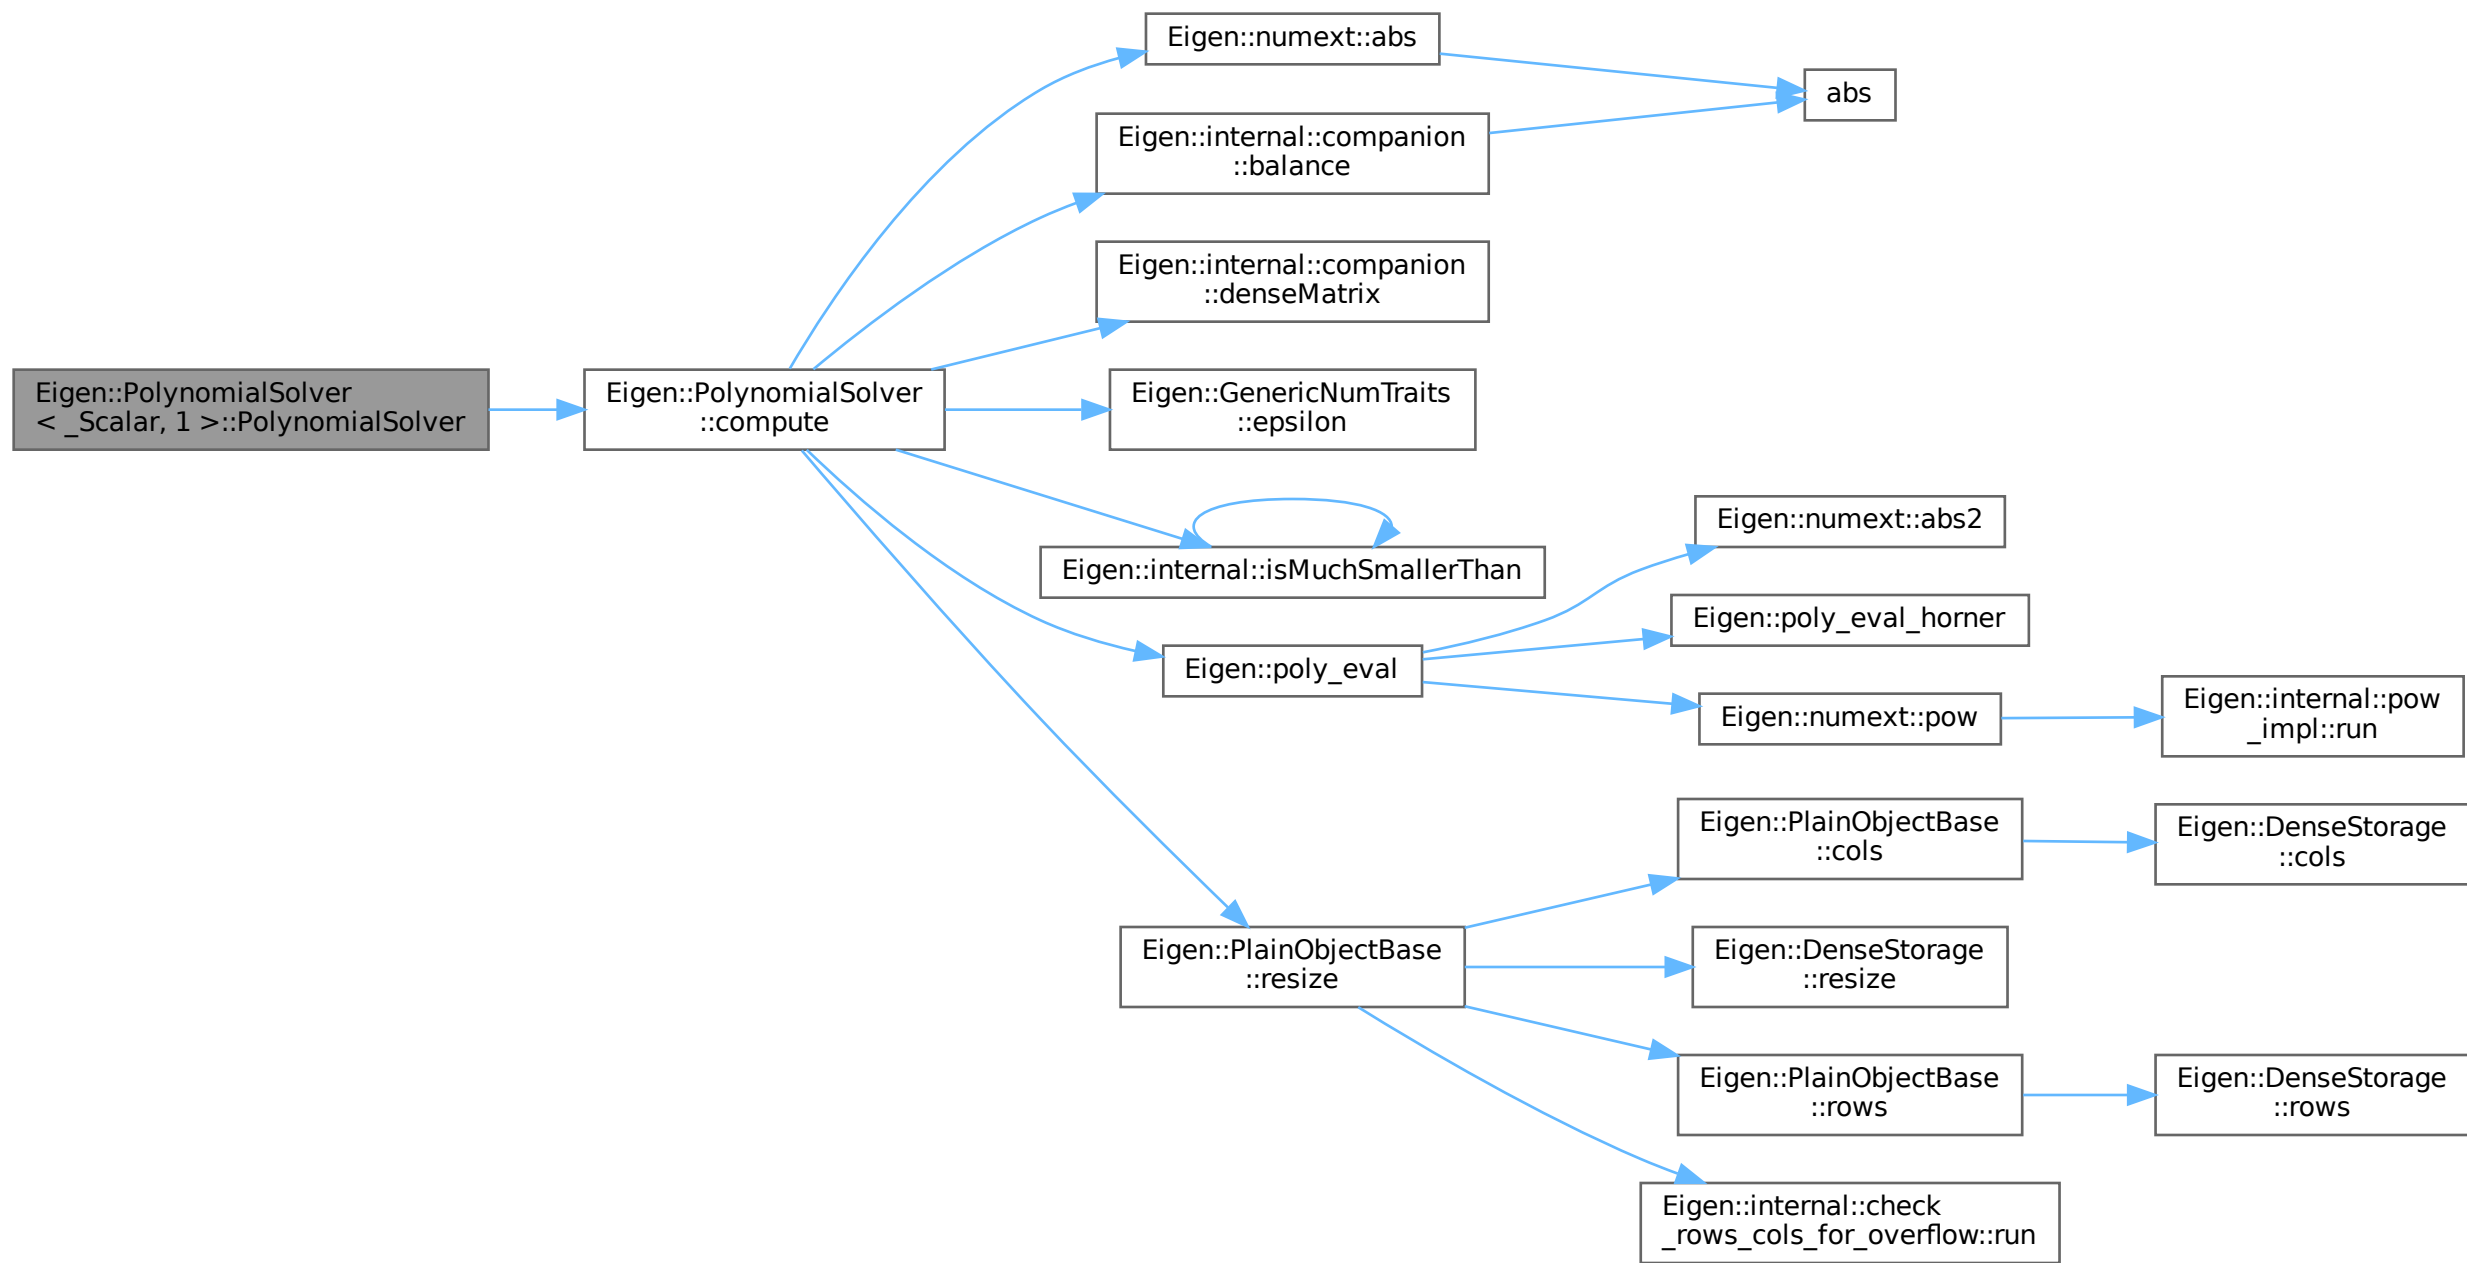 Eigen::PolynomialSolver
< _Scalar, 1 >::PolynomialSolver
Eigen::PolynomialSolver
::compute
Eigen::numext::abs
abs
Eigen::internal::companion
::balance
Eigen::internal::companion
::denseMatrix
Eigen::GenericNumTraits
::epsilon
Eigen::internal::isMuchSmallerThan
Eigen::poly_eval
Eigen::numext::abs2
Eigen::poly_eval_horner
Eigen::numext::pow
Eigen::internal::pow
_impl::run
Eigen::PlainObjectBase
::resize
Eigen::PlainObjectBase
::cols
Eigen::DenseStorage
::cols
Eigen::DenseStorage
::resize
Eigen::PlainObjectBase
::rows
Eigen::DenseStorage
::rows
Eigen::internal::check
_rows_cols_for_overflow::run